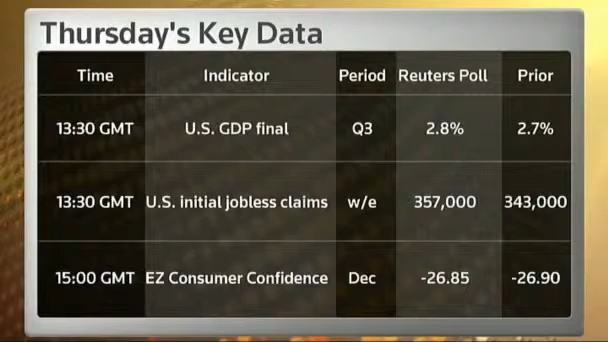 Thursday's Key Data
Time Indicator Period Reuters Poll Prior
13:30 GMT U.S. GDP final Q3 2.8% 2.7%
13:30 GMT U.S. initial jobless claims w/e 357,000 343,000
15:00 GMT EZ Consumer Confidence Dec -26.85 -26.90